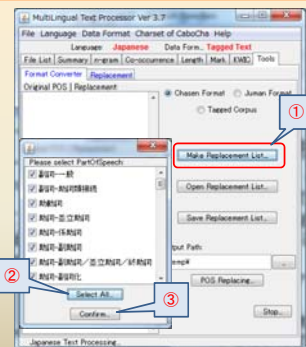 MultiLingual Text Processor Ver 3.7
File Language Data Format Charset of CaboCha Help
Language Japanese Data Form.. Tagged Text
File List Summary n-gram Co-occurrence Length Mark KWIC Tools
Format Converter Replacement
Original POS | Replacement
Chasen Format Juman Format
Tagged Corpus
①
Make Replacement List..
Please select PartOfSpeech:
副詞-一般
副詞-助詞類接続
助動詞
助詞-並立助詞
助詞-係助詞
助詞-副助詞
助詞-副助詞/並立助詞/終助詞
助詞-副詞化
Open Replacement List..
Save Replacement List..
tput Path:
emp¥
...
POS Replacing..
②
Select All..
③
Confirm..
Stop..
Japanese Text Processing..